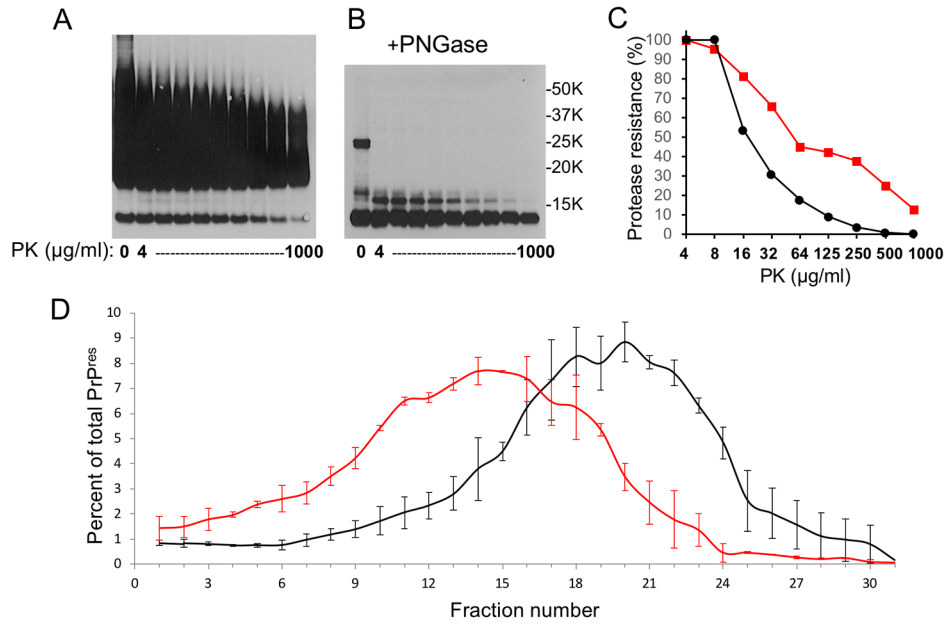 A
B
+PNGase
-50K
-37K
-25K
-20K
-15K
PK (µg/ml): 0 4 --------------------------1000
0 4 --------------------------1000
C
Protease resistance (%)
100
90
80
70
60
50
40
30
20
10
0
4 8 16 32 64 125 250 500 1000
PK (µg/ml)
D
Percent of total PrPres
10
9
8
7
6
5
4
3
2
1
0
0 3 6 9 12 15 18 21 24 27 30
Fraction number